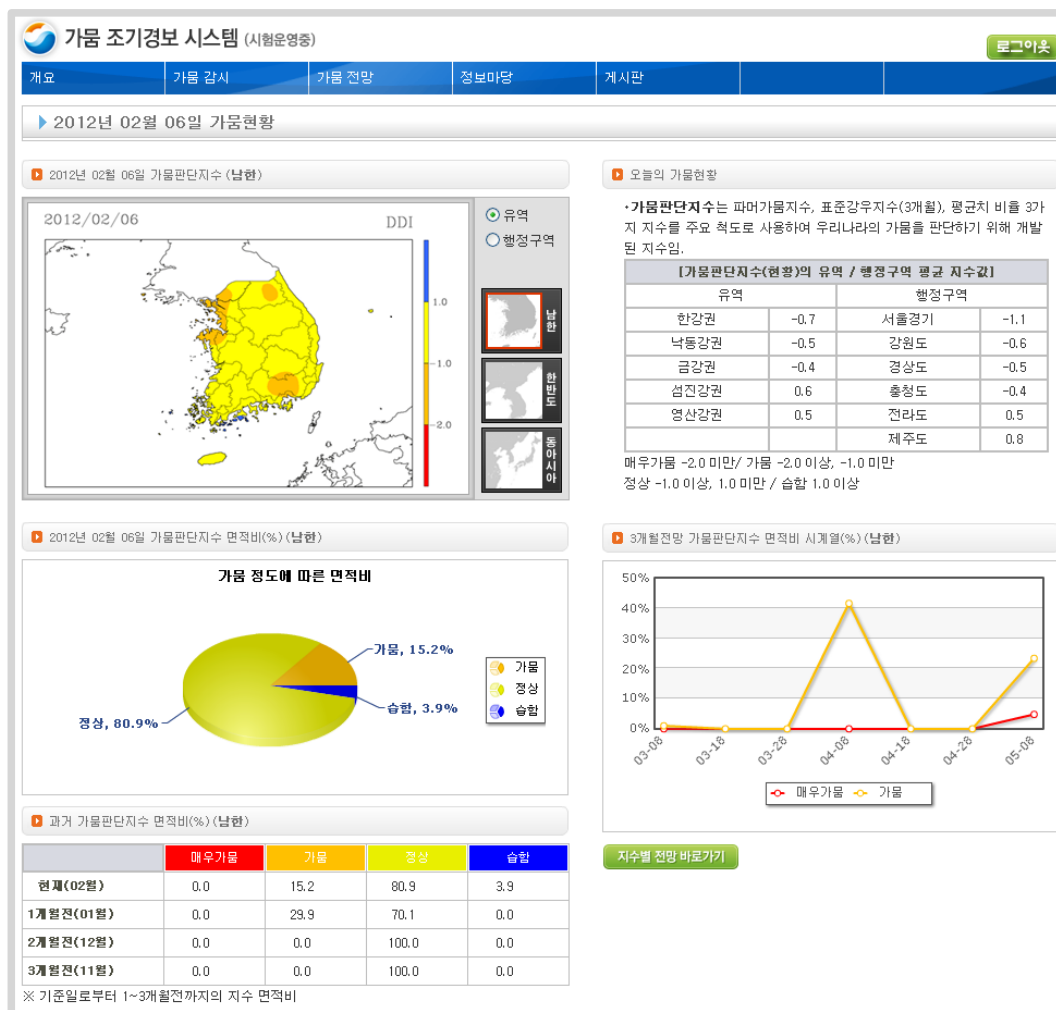 가뭄 조기경보 시스템 (시험운영중)
로그아웃
개요 가뭄 감시 가뭄 전망 정보마당 게시판
2012년 02월 06일 가뭄현황
2012년 02월 06일 가뭄판단지수 (남한)
2012/02/06 DDI
1.0
-1.0
-2.0
유역
행정구역
남한
한반도
동아시아
오늘의 가뭄현황
·가뭄판단지수는 파머가뭄지수, 표준강우지수(3개월), 평균치 비율 3가
지 지수를 주요 척도로 사용하여 우리나라의 가뭄을 판단하기 위해 개발
된 지수임.
[가뭄판단지수(현황)의 유역 / 행정구역 평균 지수값]
유역 행정구역
한강권 -0.7 서울경기 -1.1
낙동강권 -0.5 강원도 -0.6
금강권 -0.4 경상도 -0.5
섬진강권 0.6 충청도 -0.4
영산강권 0.5 전라도 0.5
제주도 0.8
매우가뭄 -2.0 미만/ 가뭄 -2.0 이상, -1.0 미만
정상 -1.0 이상, 1.0 미만 / 습함 1.0 이상
2012년 02월 06일 가뭄판단지수 면적비(%) (남한)
가뭄 정도에 따른 면적비
가뭄, 15.2%
습함, 3.9%
정상, 80.9%
가뭄
정상
습함
3개월전망 가뭄판단지수 면적비 시계열(%) (남한)
50%
40%
30%
20%
10%
0%
03-08 03-18 03-28 04-08 04-18 04-28 05-08
매우가뭄 가뭄
지수별 전망 바로가기
과거 가뭄판단지수 면적비(%) (남한)
매우가뭄 가뭄 정상 습함
현재(02월) 0.0 15.2 80.9 3.9
1개월전(01월) 0.0 29.9 70.1 0.0
2개월전(12월) 0.0 0.0 100.0 0.0
3개월전(11월) 0.0 0.0 100.0 0.0
※ 기준일로부터 1~3개월전까지의 지수 면적비